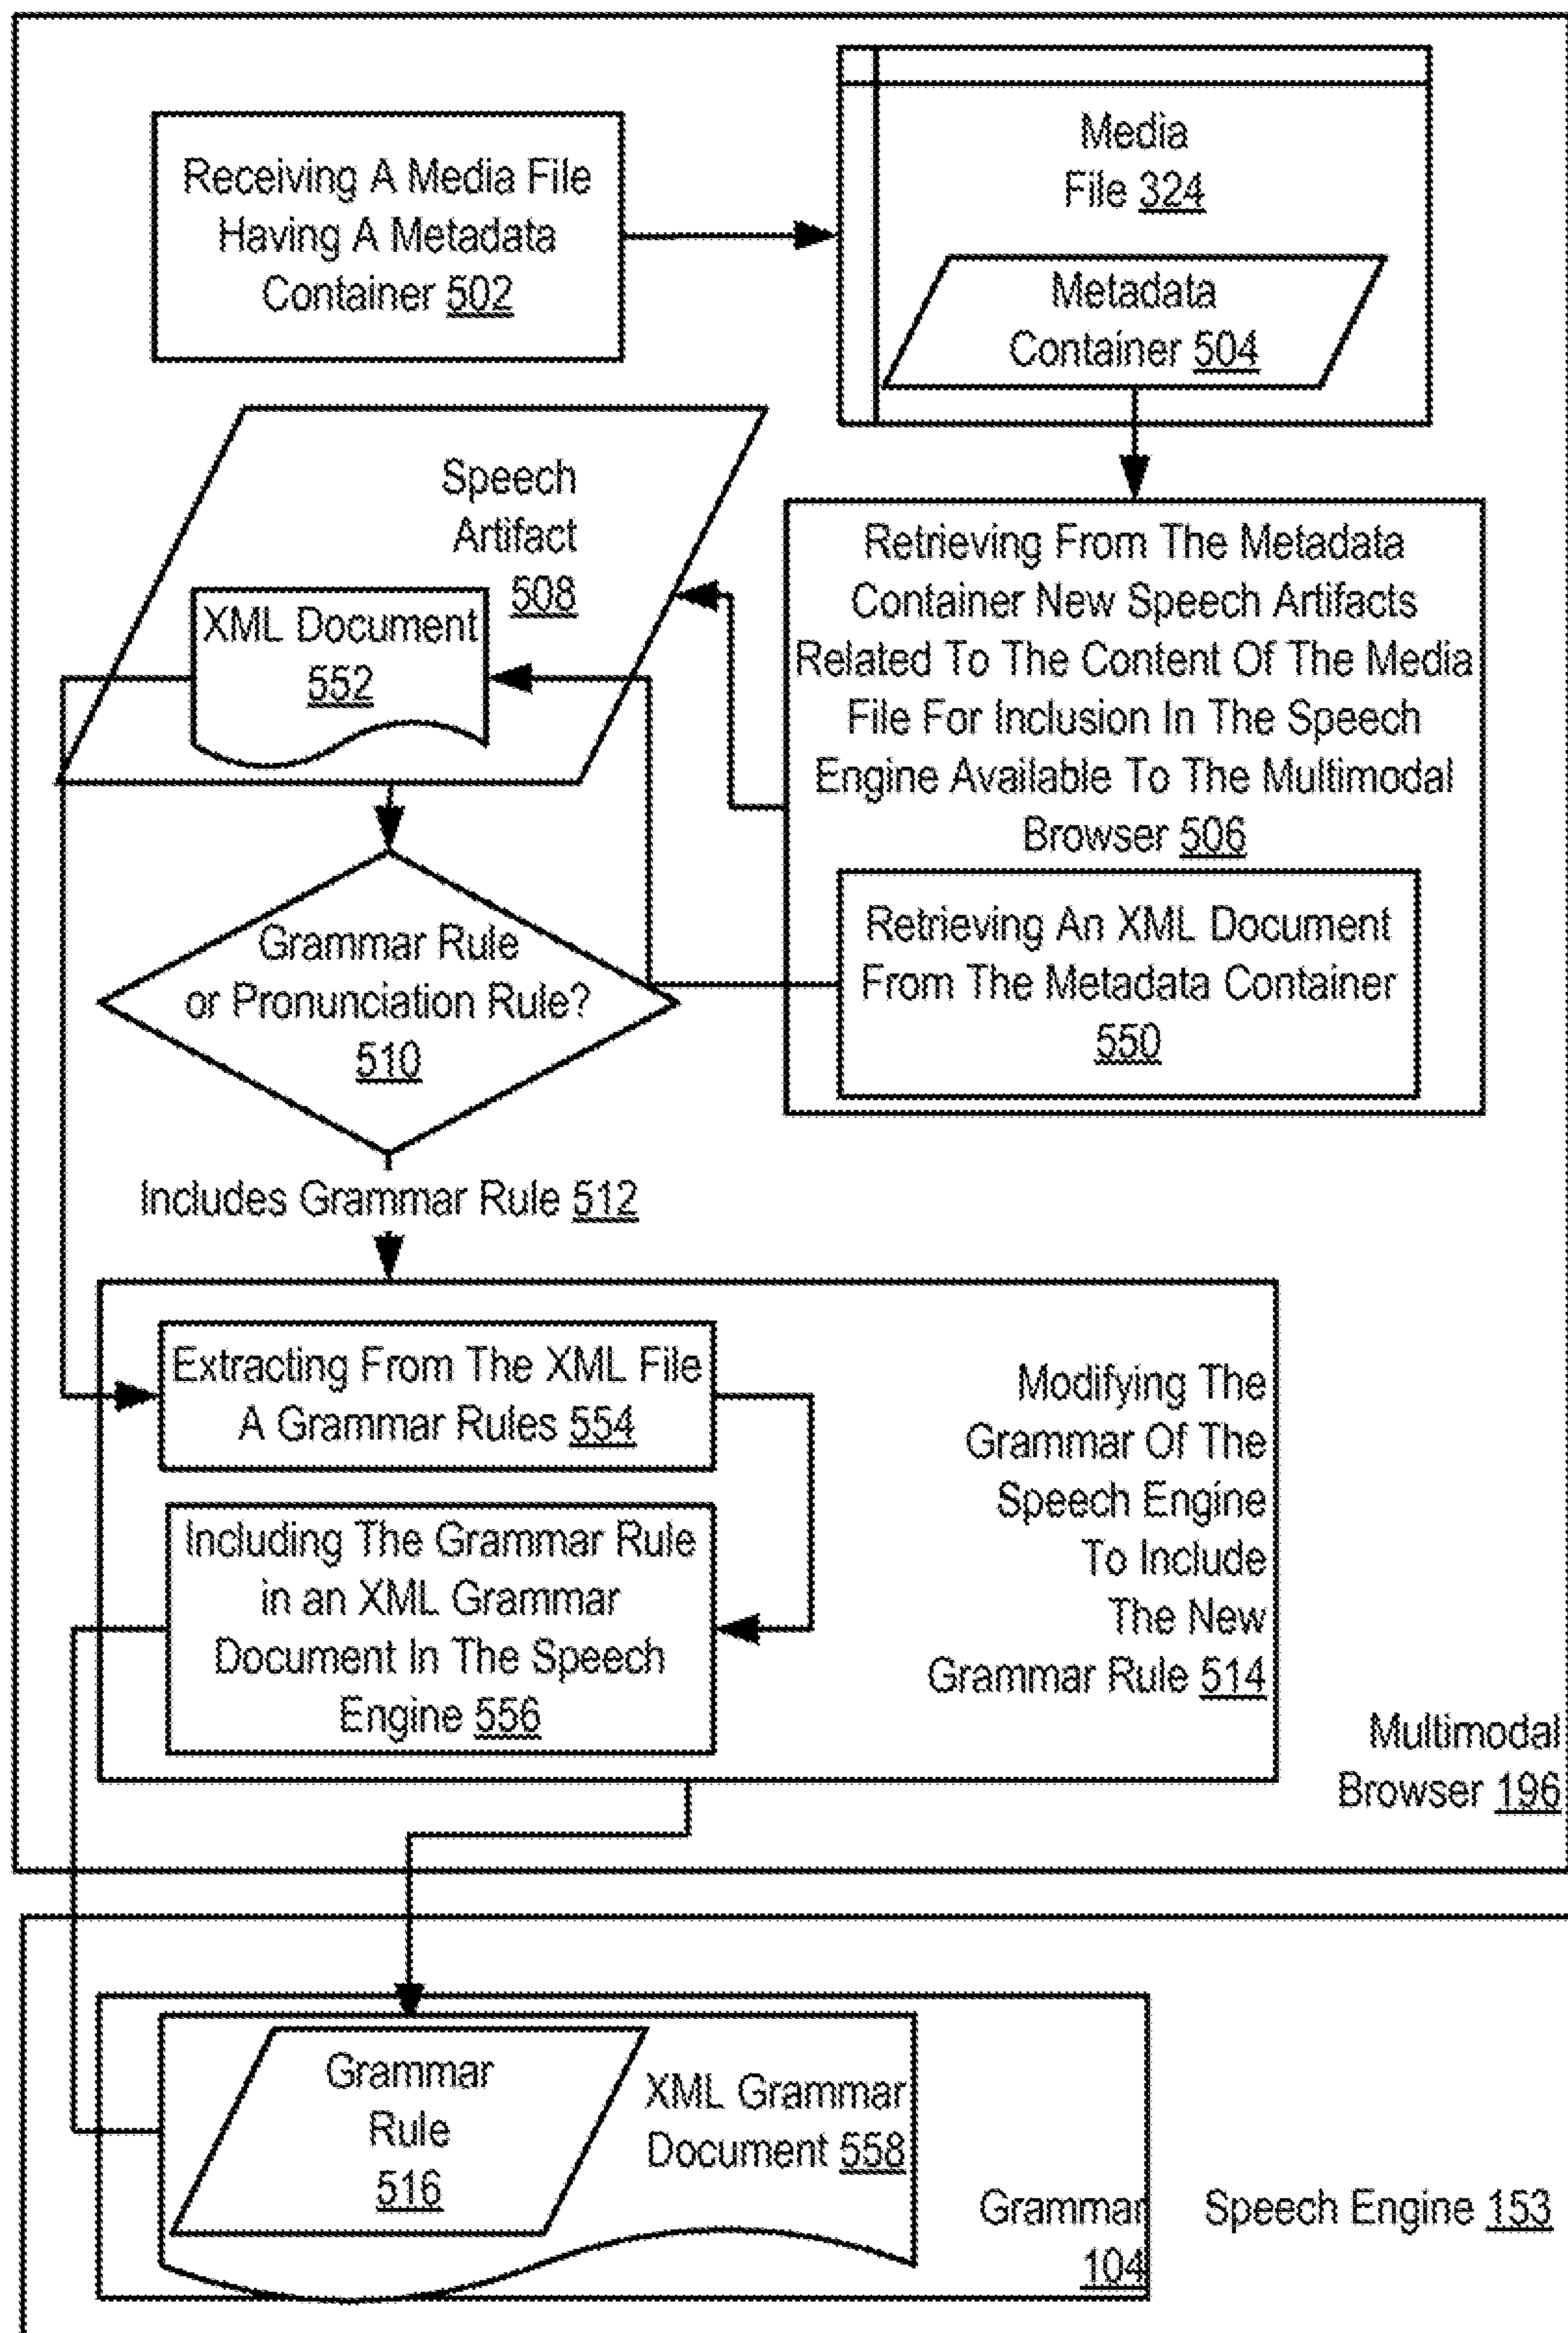 Receiving A Media File
Having A Metadata
Container 502
Media
File 324
Metadata
Container 504
Speech
Artifact
508
XML Document
552
Retrieving From The Metadata
Container New Speech Artifacts
Related To The Content Of The Media
File For Inclusion In The Speech
Engine Available To The Multimodal
Browser 506
Retrieving An XML Document
From The Metadata Container
550
Grammar Rule
or Pronunciation Rule?
510
Includes Grammar Rule 512
Extracting From The XML File
A Grammar Rules 554
Including The Grammar Rule
in an XML Grammar
Document In The Speech
Engine 556
Modifying The
Grammar Of The
Speech Engine
To Include
The New
Grammar Rule 514
Multimodal
Browser 196
Grammar
Rule
516
XML Grammar
Document 558
Grammar
104
Speech Engine 153